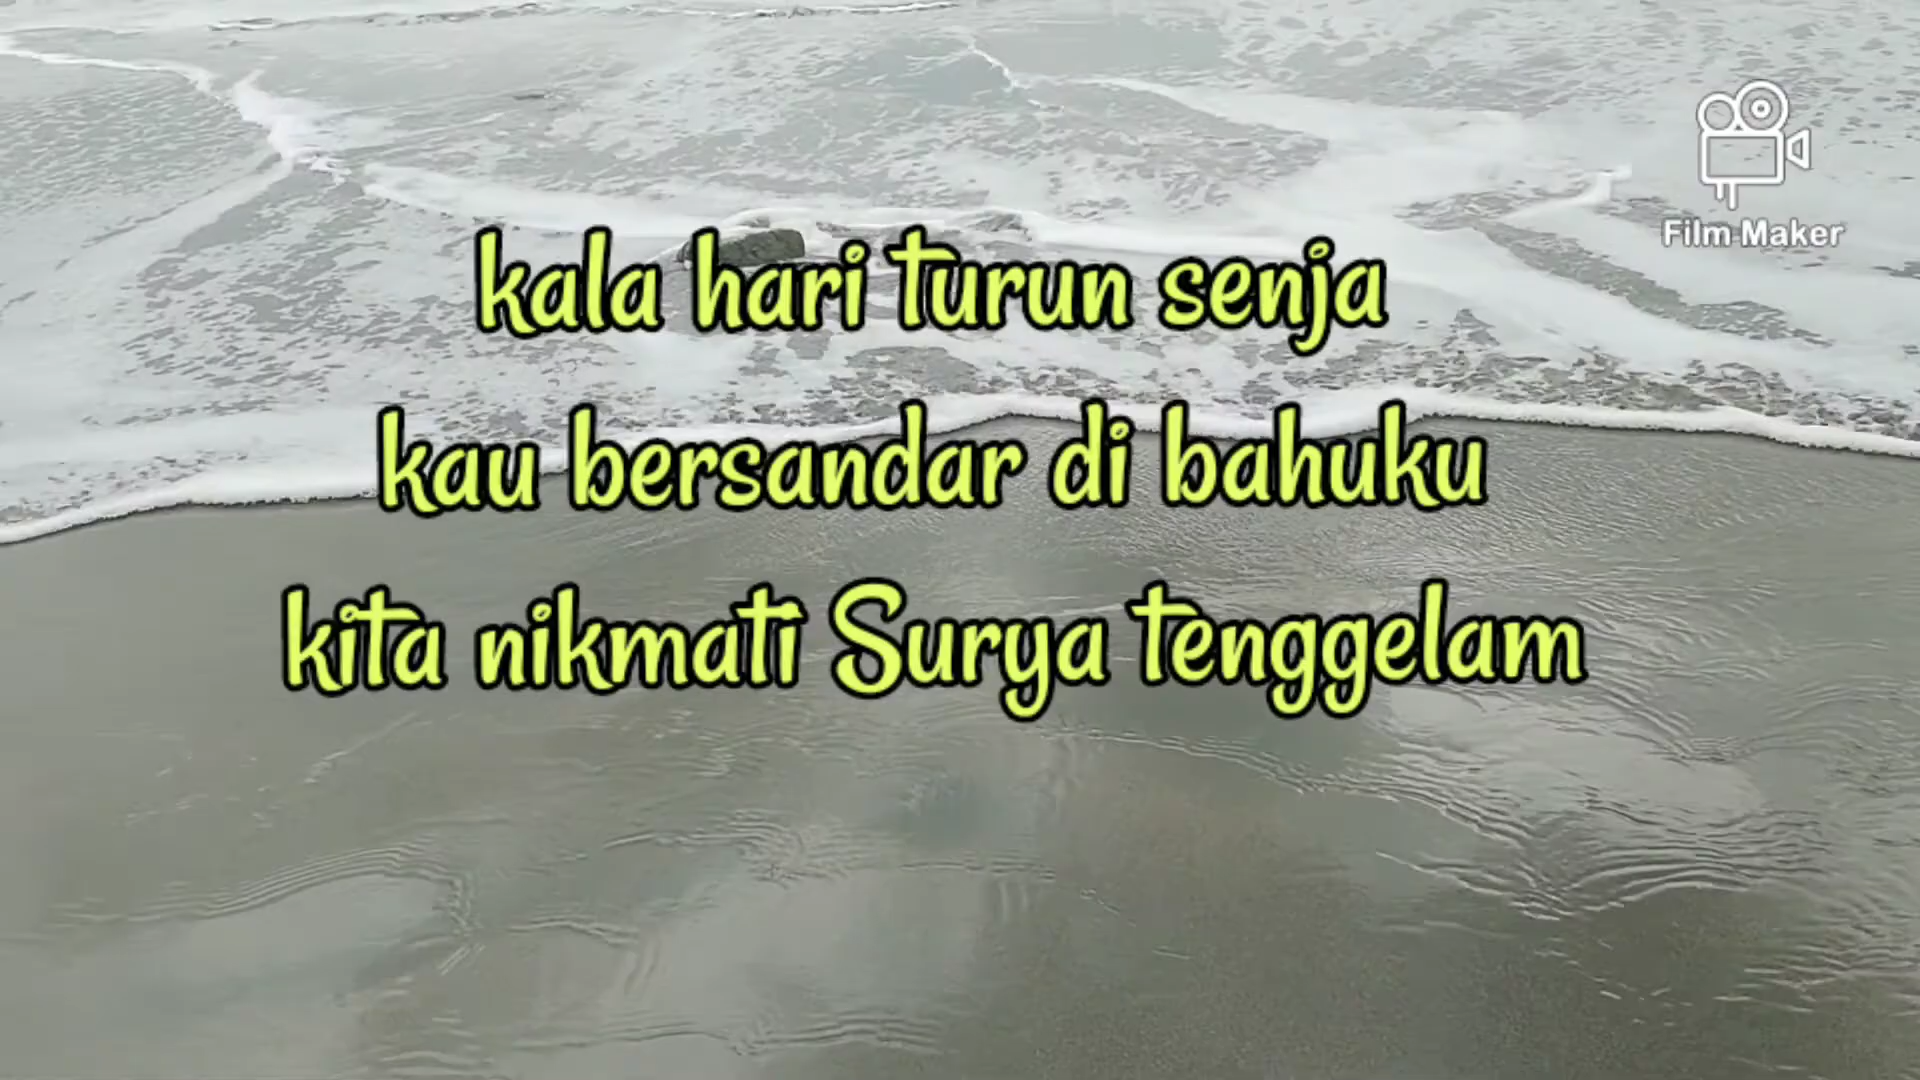 Film Maker
kala hari turun senja
kau bersandar di bahuku
kita nikmati Surya tenggelam